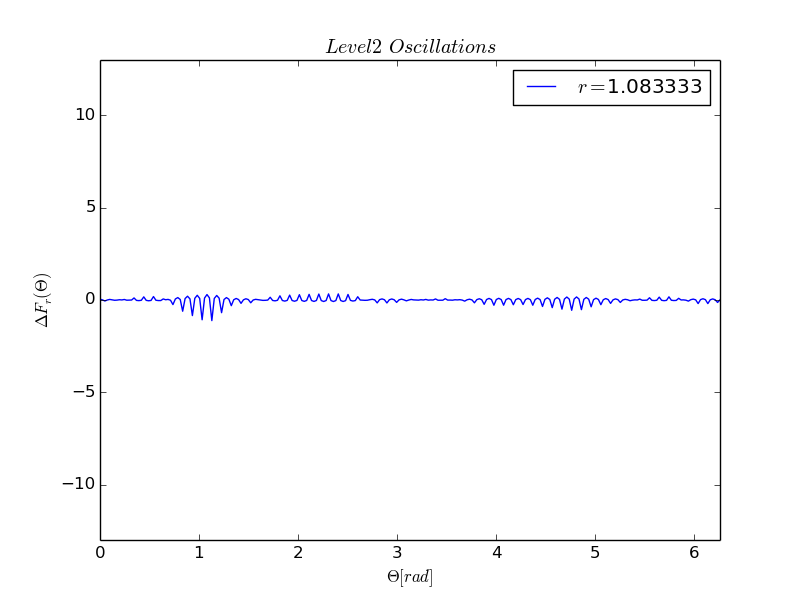 Level2 Oscillations
r=1.083333
10
5
0
−5
−10
ΔF_r(Θ)
0 1 2 3 4 5 6
Θ[rad]